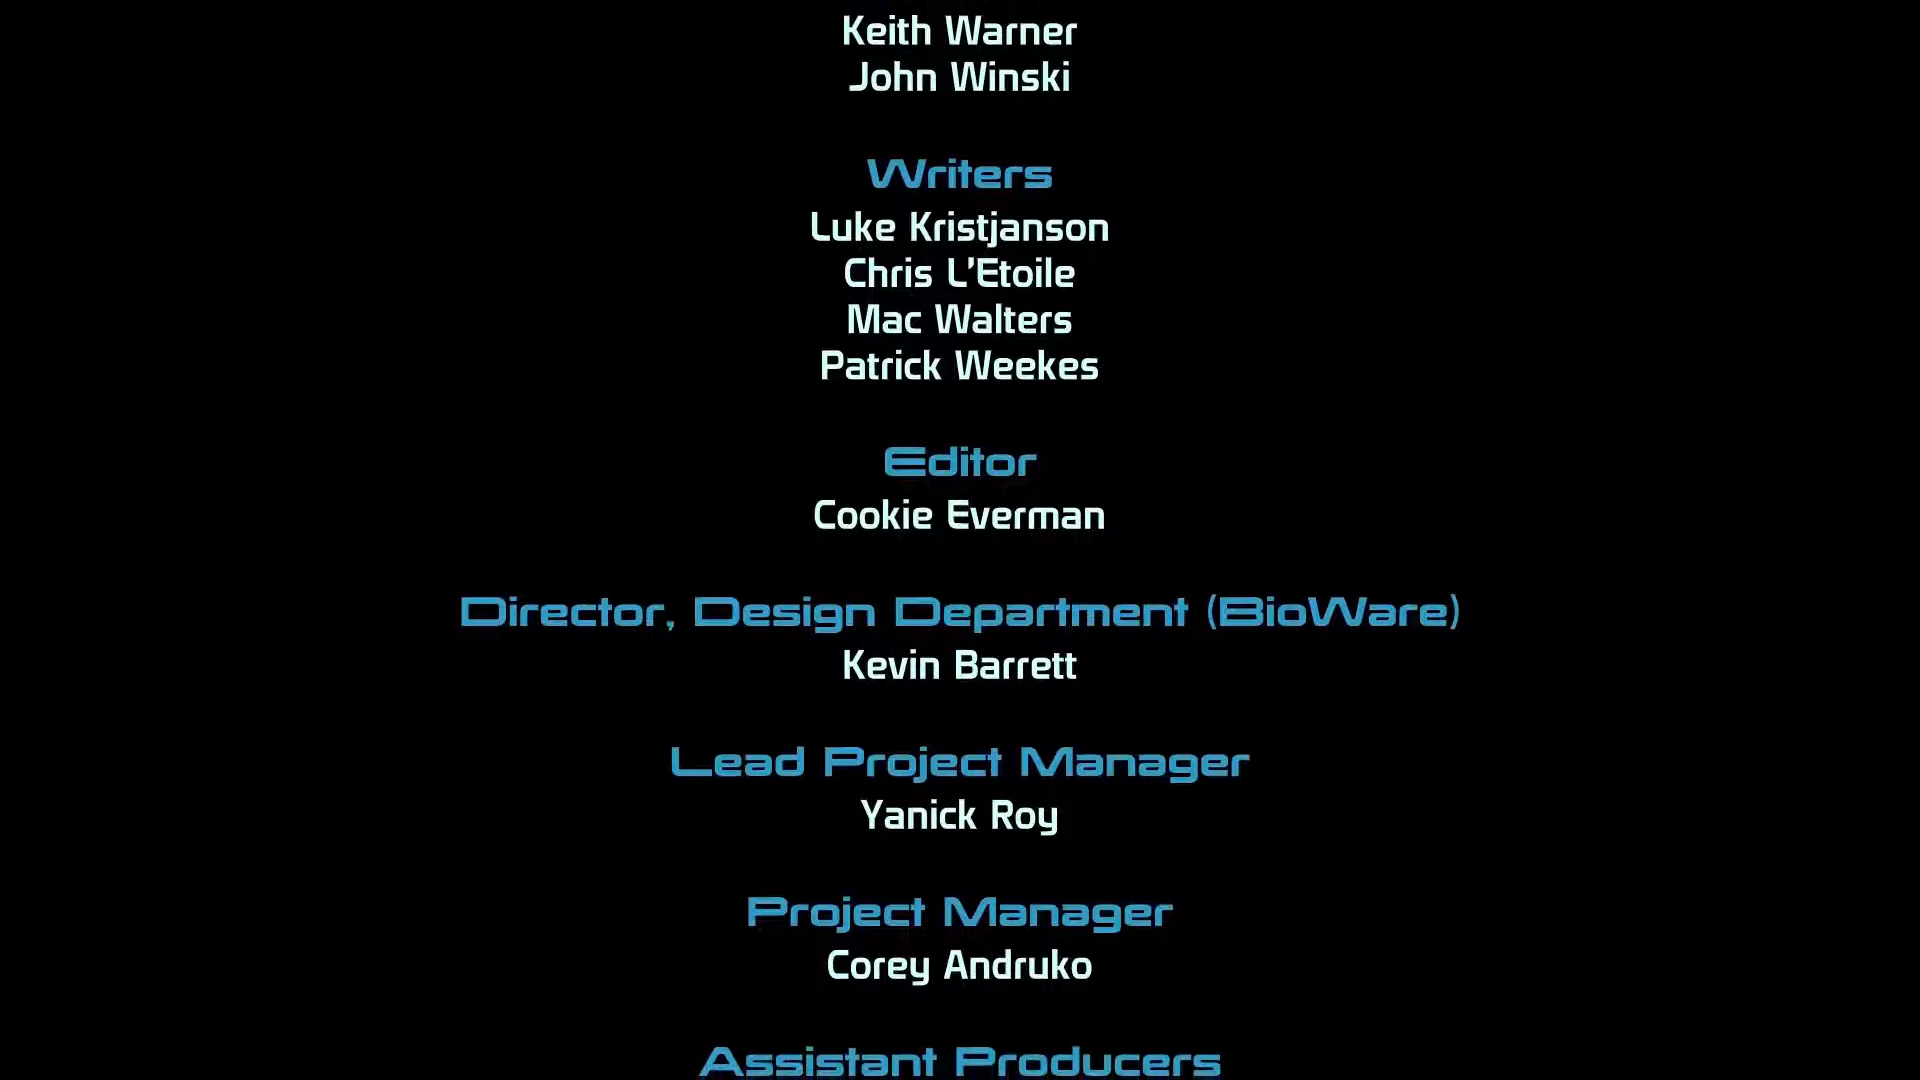 Keith Warner
John Winski
Writers
Luke Kristjanson
Chris L’Etoile
Mac Walters
Patrick Weekes
Editor
Cookie Everman
Director, Design Department (BioWare)
Kevin Barrett
Lead Project Manager
Yanick Roy
Project Manager
Corey Andruko
Assistant Producers